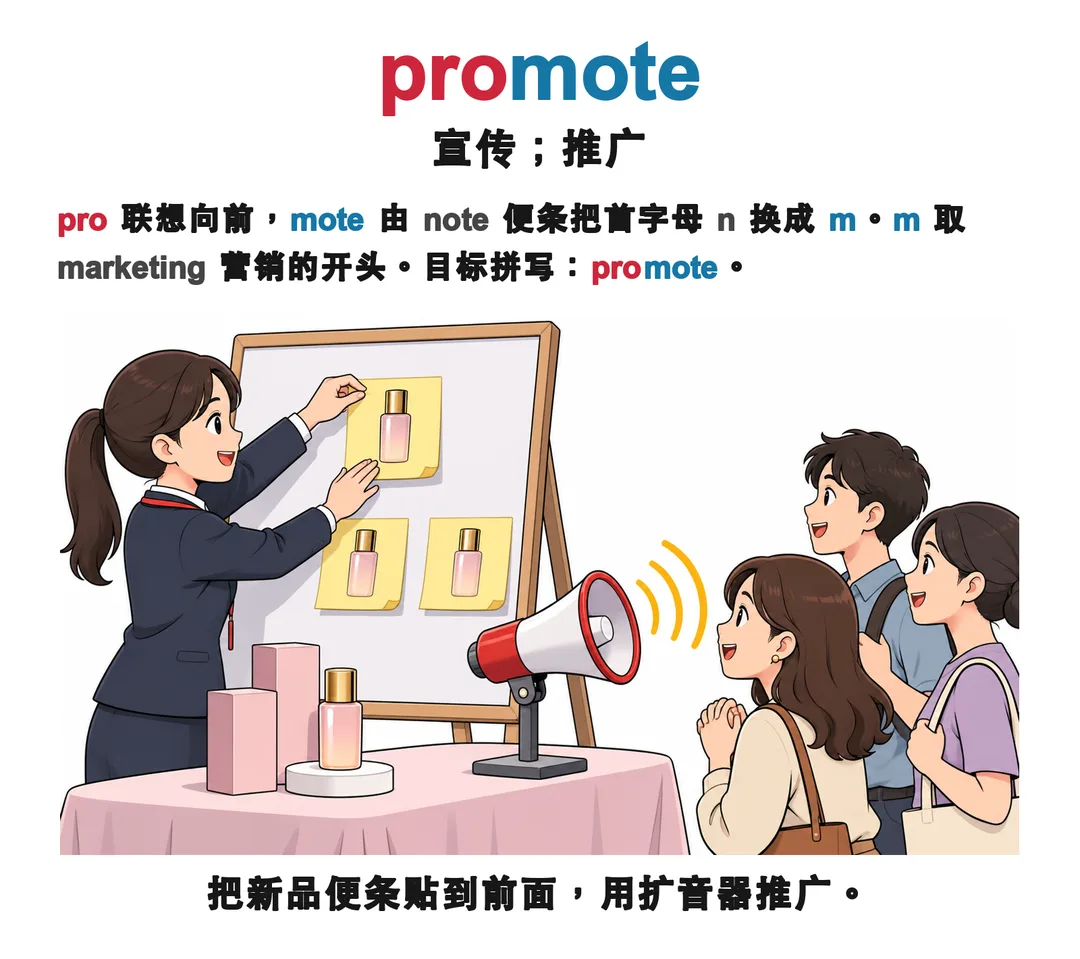 promote
宣传；推广
pro 联想向前，mote 由 note 便条把首字母 n 换成 m。m 取
marketing 营销的开头。目标拼写：promote。
把新品便条贴到前面，用扩音器推广。